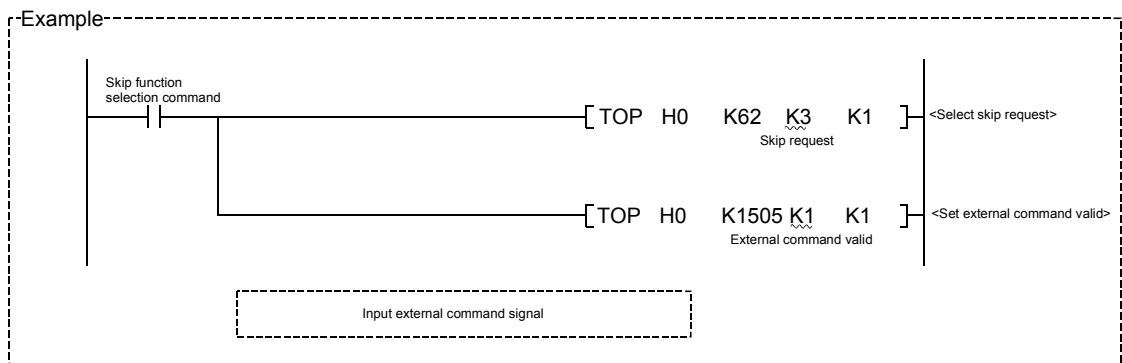 Example
Skip function
selection command
TOP H0 K62 K3 K1 <Select skip request>
Skip request
TOP H0 K1505 K1 K1 <Set external command valid>
External command valid
Input external command signal